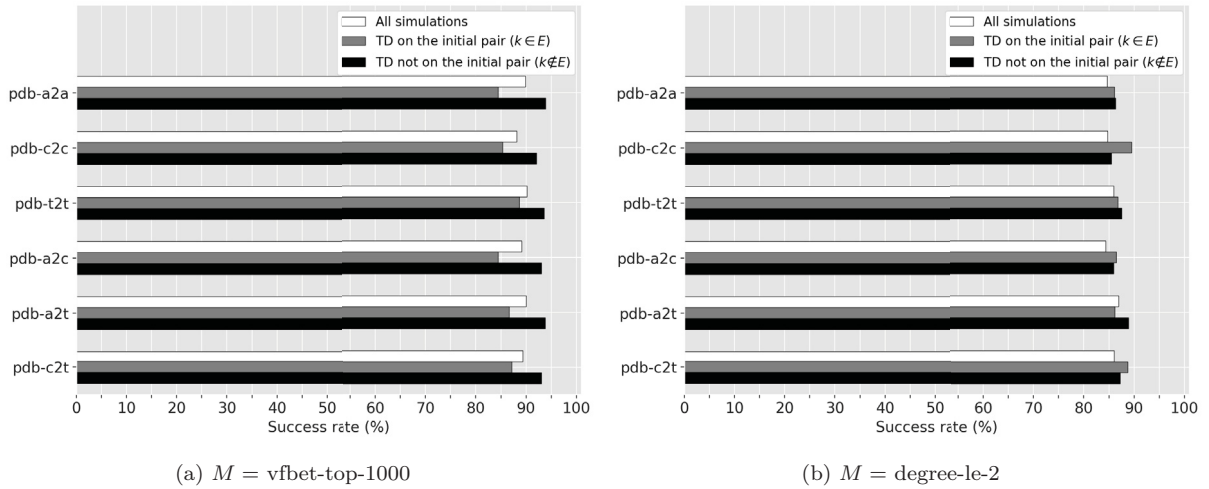 All simulations
TD on the initial pair (k ∈ E)
TD not on the initial pair (k∉E)
pdb-a2a
pdb-c2c
pdb-t2t
pdb-a2c
pdb-a2t
pdb-c2t
0 10 20 30 40 50 60 70 80 90 100
Success rate (%)
(a) M = vfbet-top-1000
All simulations
TD on the initial pair (k ∈ E)
TD not on the initial pair (k∉E)
pdb-a2a
pdb-c2c
pdb-t2t
pdb-a2c
pdb-a2t
pdb-c2t
0 10 20 30 40 50 60 70 80 90 100
Success rate (%)
(b) M = degree-le-2